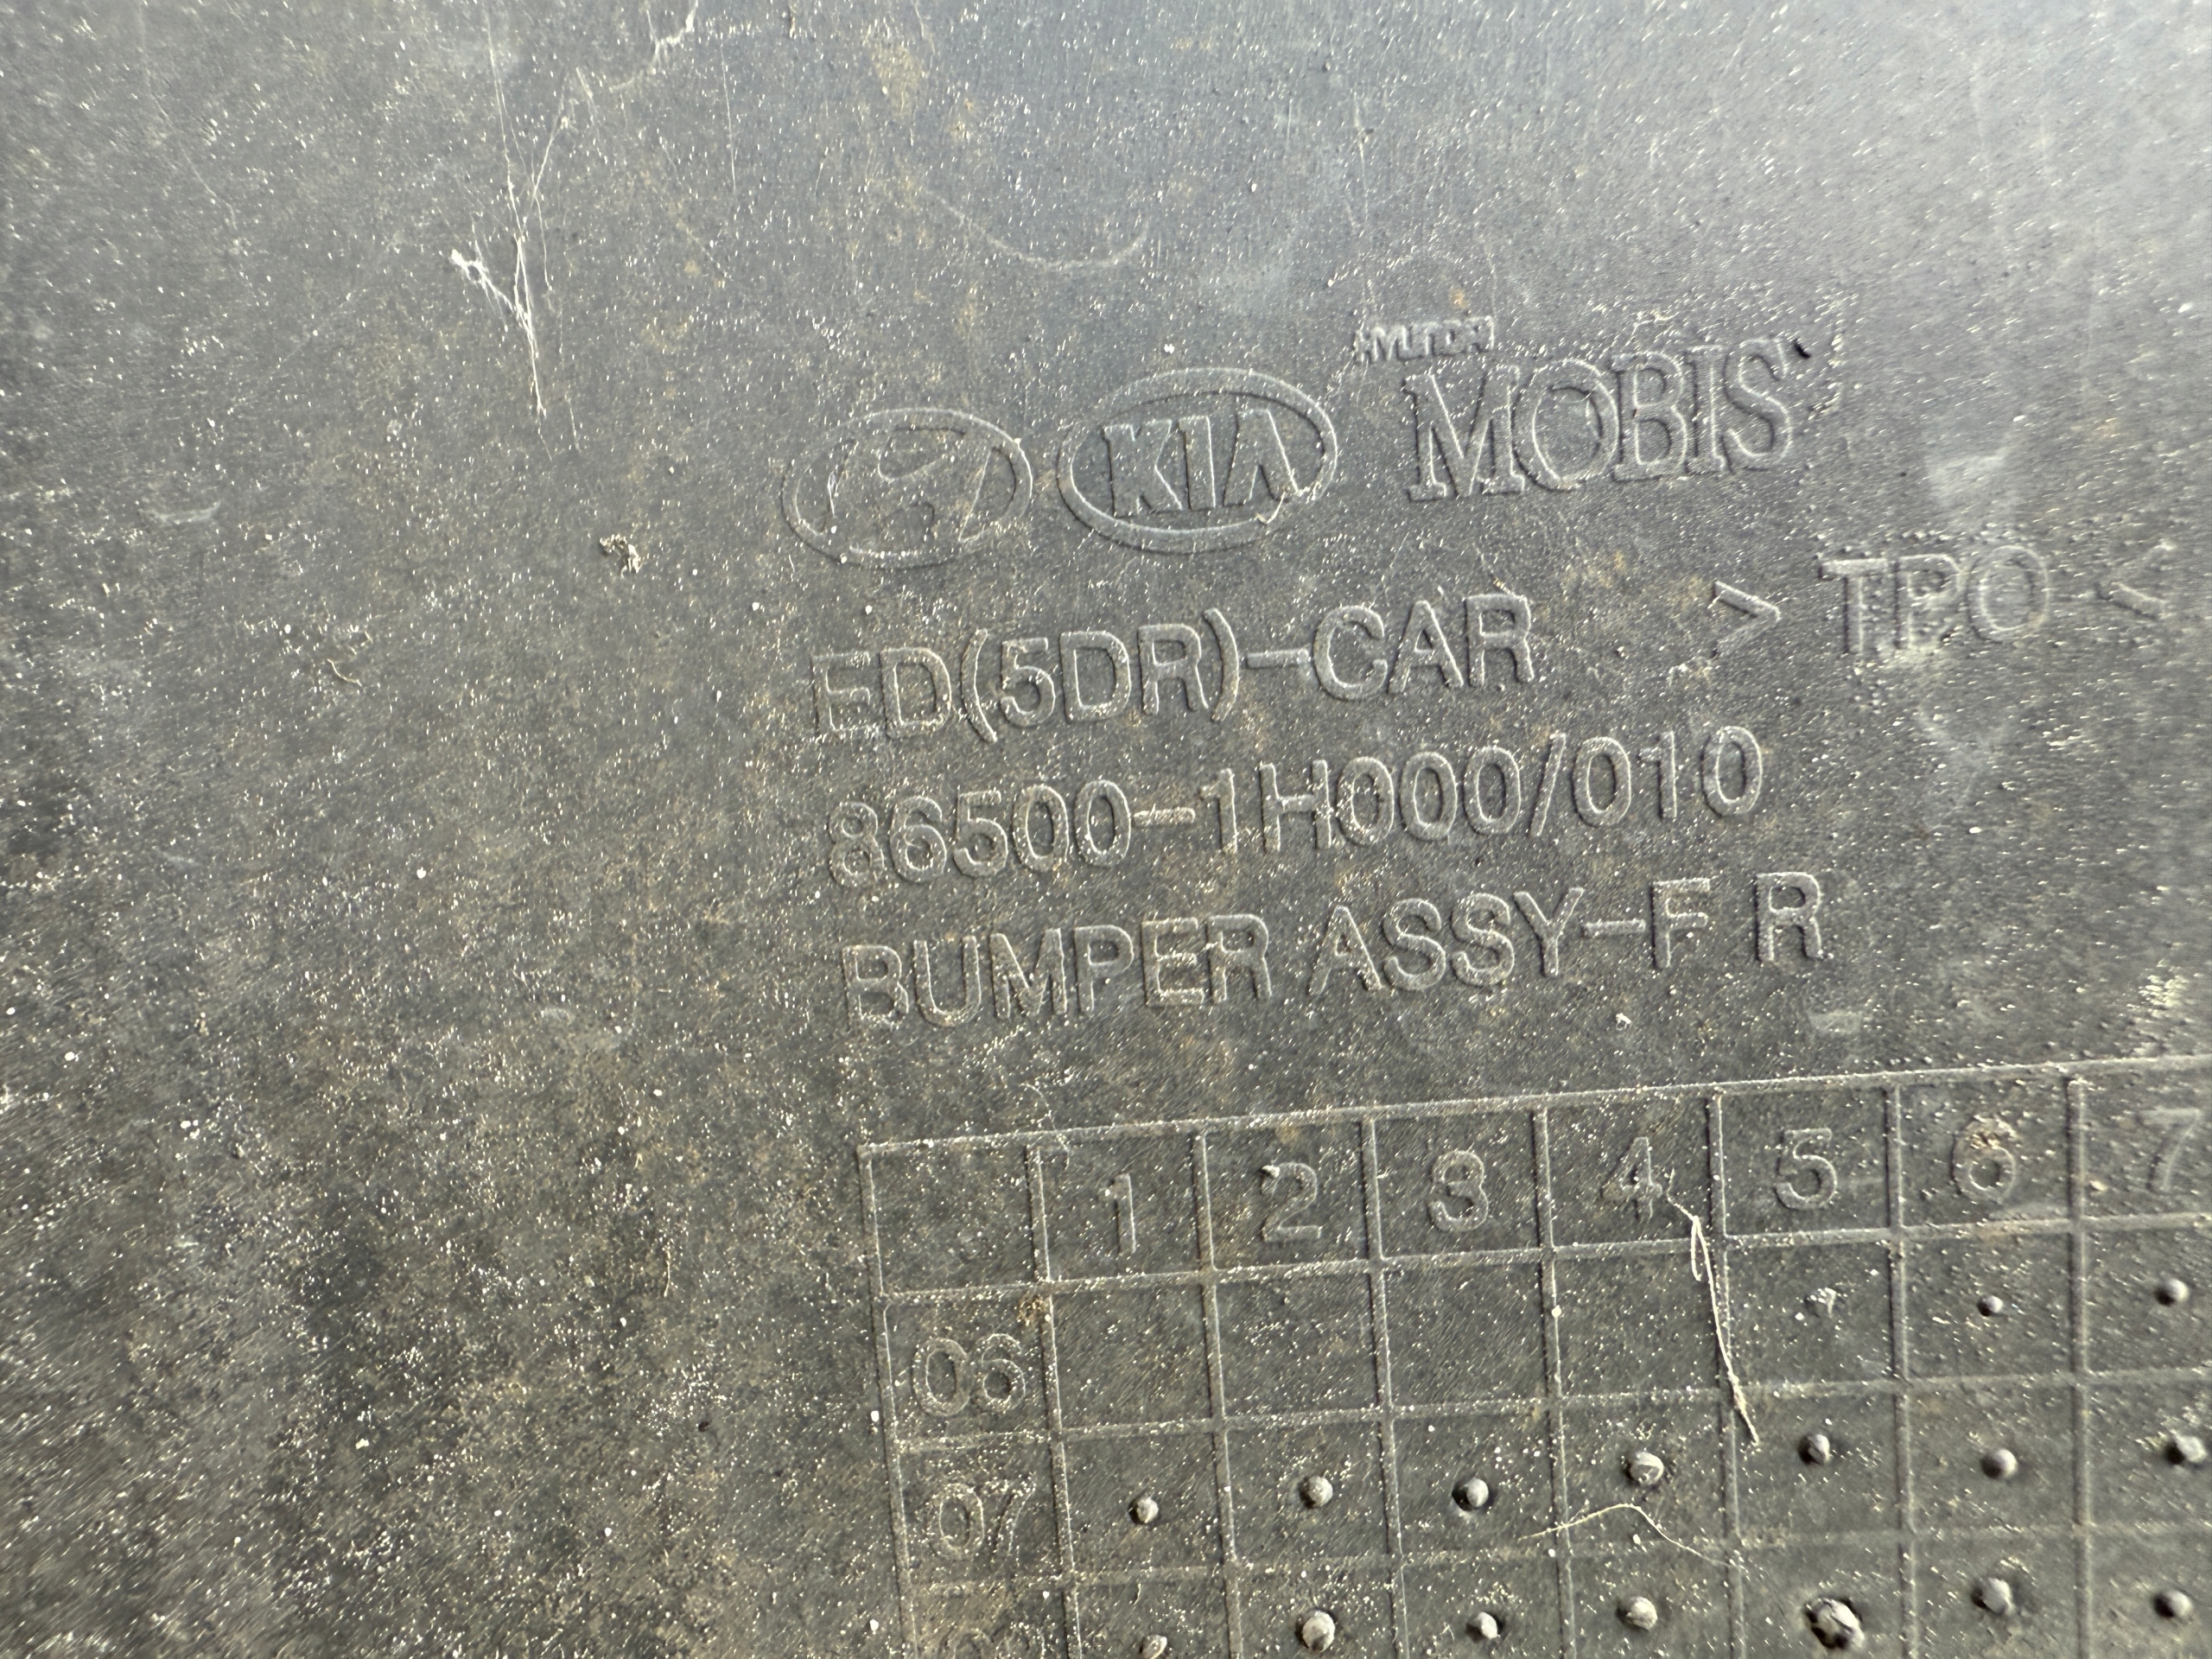 KIA
HYUNDAI
MOBIS
ED(5DR)-CAR > TPO <
86500-1H000/010
BUMPER ASSY-F R
1 2 3 4 5 6 7
06
07